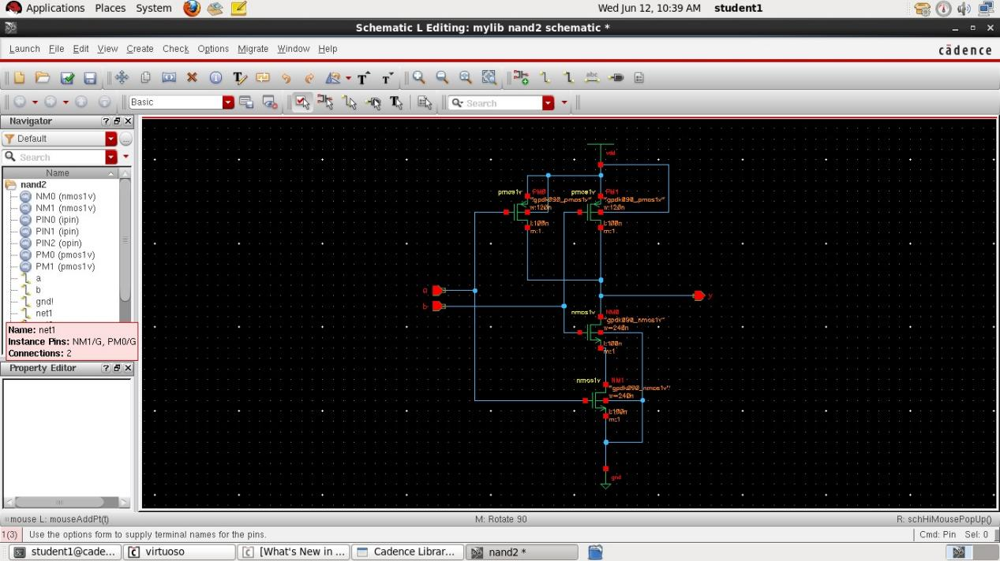 Applications Places System Wed Jun 12, 10:39 AM student1
Schematic L Editing: mylib nand2 schematic *
Launch File Edit View Create Check Options Migrate Window Help cādence
abc
Basic Search
Navigator
Default
Search
Name
nand2
NM0 (nmos1v)
NM1 (nmos1v)
PIN0 (ipin)
PIN1 (ipin)
PIN2 (opin)
PM0 (pmos1v)
PM1 (pmos1v)
a
b
gnd!
net1
Name: net1
Instance Pins: NM1/G, PM0/G
Connections: 2
Property Editor
vdd
pmos1v PM0
"gpdk090_pmos1v"
w:120n
l:100n
m:1
pmos1v PM1
"gpdk090_pmos1v"
w:120n
l:100n
m:1
a
b
y
nmos1v NM0
"gpdk090_nmos1v"
w=240n
l:100n
m:1
nmos1v NM1
"gpdk090_nmos1v"
w=240n
l:100n
m:1
gnd
mouse L: mouseAddPt(t) M: Rotate 90 R: schHiMousePopUp()
1(3) Use the options form to supply terminal names for the pins. Cmd: Pin Sel: 0
student1@cade... virtuoso [What's New in ... Cadence Librar... nand2 *